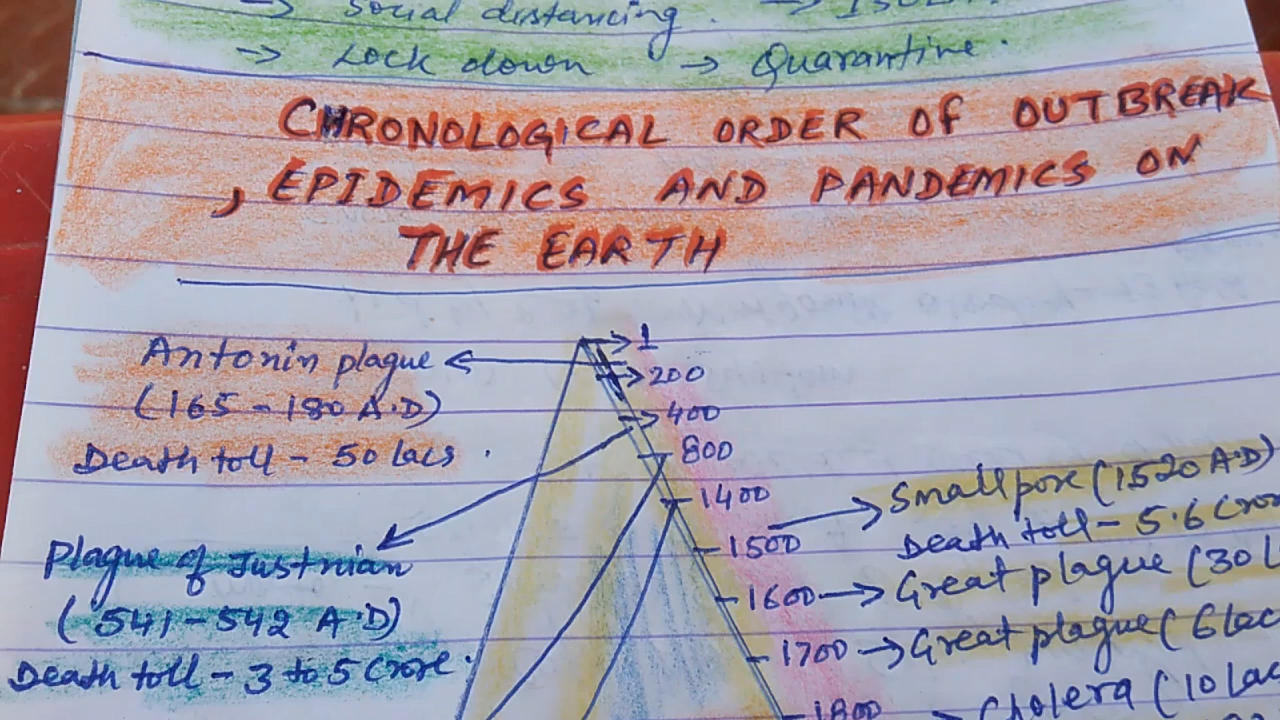 → Social distancing. →
→ Lock down → Quarantine.
CHRONOLOGICAL ORDER OF OUTBREAK
, EPIDEMICS AND PANDEMICS ON
THE EARTH
Antonin plague
(165 - 180 A.D)
Death toll - 50 lacs.
Plague of Justnian
(541-542 A.D)
Death toll - 3 to 5 Crore.
1
200
400
800
1400
1500 → Smallpox (1520 A.D)
Death toll - 5.6
1600 → Great plague (30
1700 → Great plague (6
1800
Cholera (10